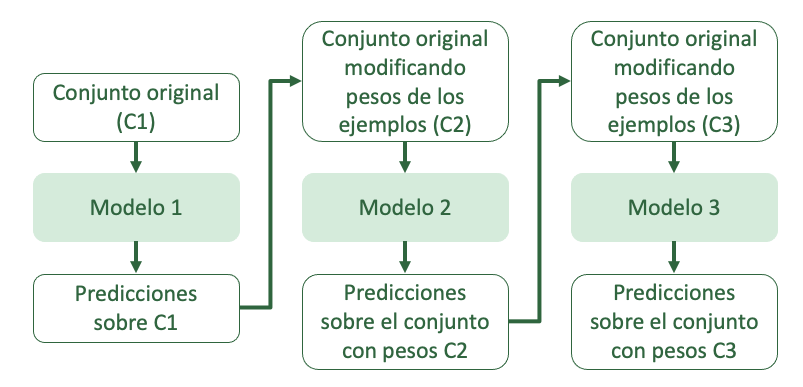 Conjunto original
(C1)
Modelo 1
Predicciones
sobre C1
Conjunto original
modificando
pesos de los
ejemplos (C2)
Modelo 2
Predicciones
sobre el conjunto
con pesos C2
Conjunto original
modificando
pesos de los
ejemplos (C3)
Modelo 3
Predicciones
sobre el conjunto
con pesos C3